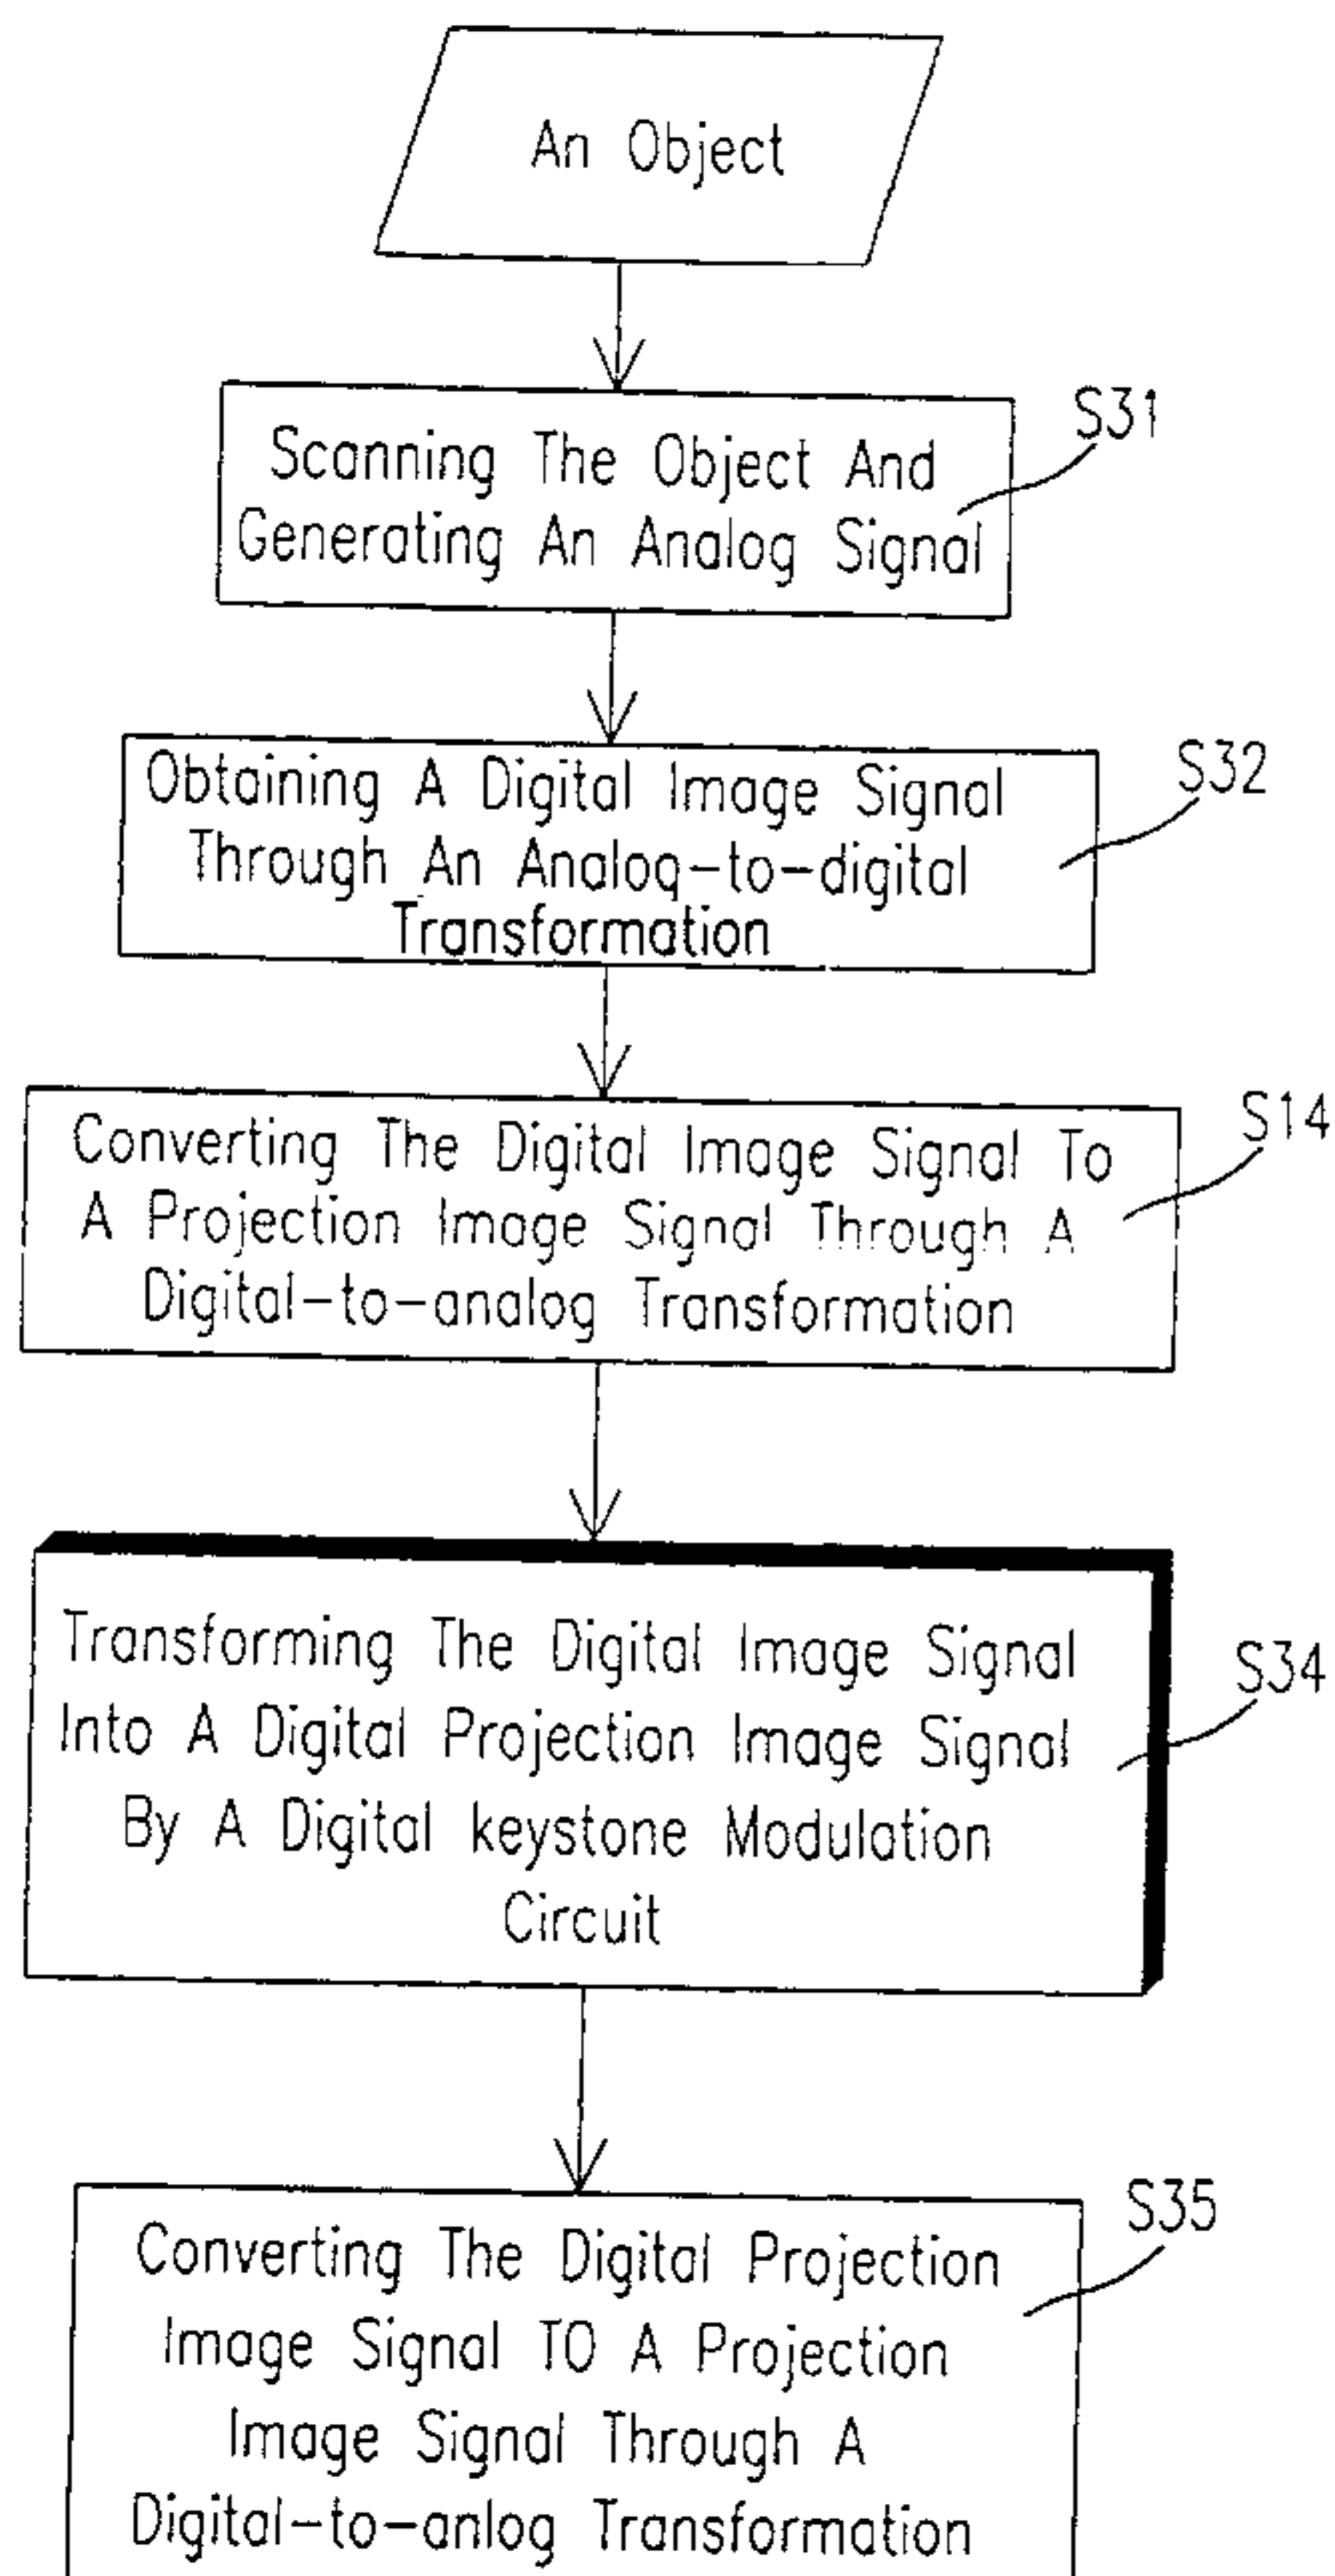 An Object
S31
Scanning The Object And
Generating An Analog Signal
S32
Obtaining A Digital Image Signal
Through An Analog-to-digital
Transformation
S14
Converting The Digital Image Signal To
A Projection Image Signal Through A
Digital-to-analog Transformation
S34
Transforming The Digital Image Signal
Into A Digital Projection Image Signal
By A Digital keystone Modulation
Circuit
S35
Converting The Digital Projection
Image Signal TO A Projection
Image Signal Through A
Digital-to-anlog Transformation